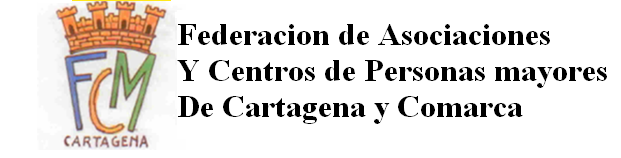 FCM
CARTAGENA
Federacion de Asociaciones
Y Centros de Personas mayores
De Cartagena y Comarca